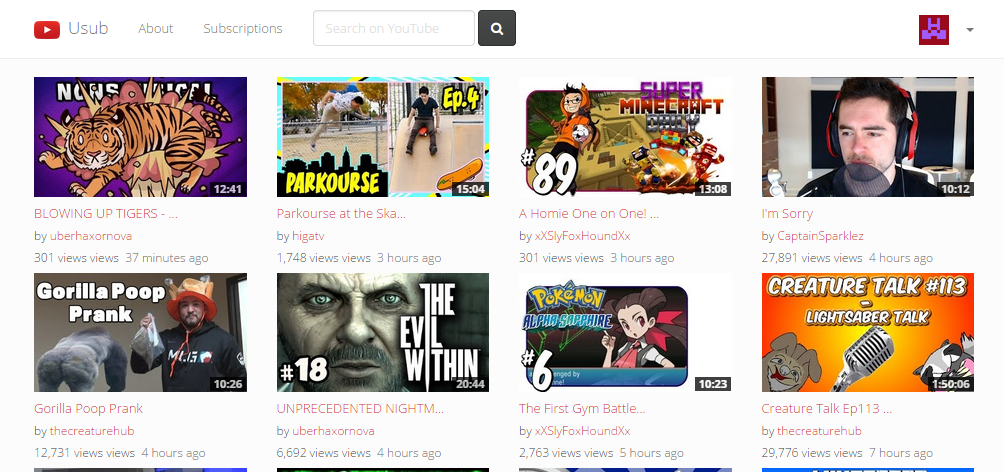 Usub About Subscriptions Search on YouTube
NONSANGUEL
12:41
Ep.4
PARKOURSE
15:04
SUPER
MINECRAFT
DAILY
#89
13:08
10:12
BLOWING UP TIGERS - ...
by uberhaxornova
301 views views 37 minutes ago
Parkourse at the Ska...
by higatv
1,748 views views 3 hours ago
A Homie One on One! ...
by xXSlyFoxHoundXx
301 views views 3 hours ago
I'm Sorry
by CaptainSparklez
27,891 views views 4 hours ago
Gorilla Poop
Prank
MLG
10:26
THE
EVIL
WITHIN
#18
20:44
POKéMON
ALPHA SAPPHIRE
#6
enged by
10:23
CREATURE TALK #113
-
LIGHTSABER TALK
1:50:06
Gorilla Poop Prank
by thecreaturehub
12,731 views views 4 hours ago
UNPRECEDENTED NIGHTM...
by uberhaxornova
6,692 views views 4 hours ago
The First Gym Battle...
by xXSlyFoxHoundXx
2,763 views views 5 hours ago
Creature Talk Ep113 ...
by thecreaturehub
29,776 views views 7 hours ago